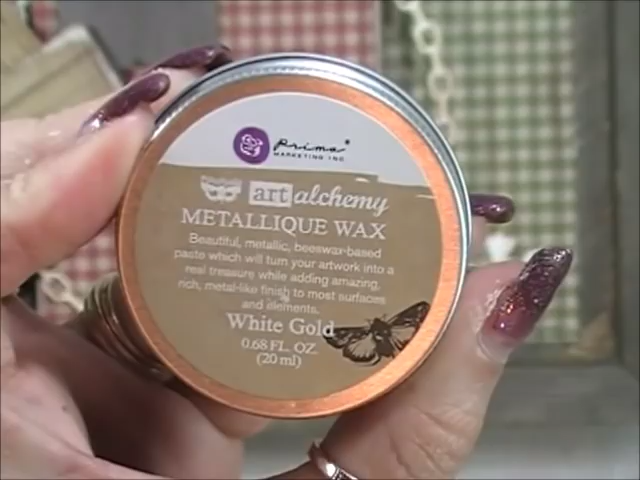 Prima®
MARKETING INC
art alchemy
METALLIQUE WAX
Beautiful, metallic, beeswax-based
paste which will turn your artwork into a
real treasure while adding amazing,
rich, metal-like finish to most surfaces
and elements.
White Gold
0.68 FL. OZ.
(20 ml)